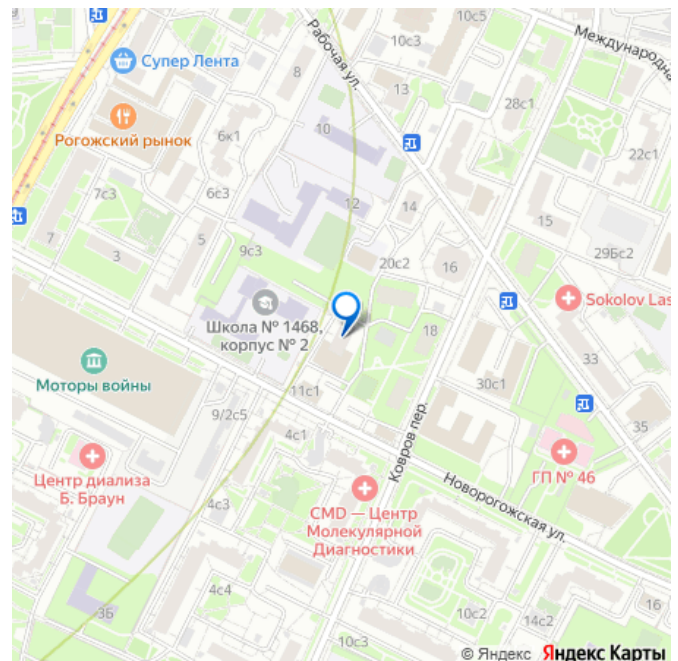 10с5
10с3
Международна
Рабочая ул.
Супер Лента
8
13
28с1
Рогожский рынок
10
6к1
22с1
7с3
6с3
12
14
15
7
3
5
9с3
20с2
16
29Бс2
Sokolov Las
Школа № 1468,
корпус № 2
18
33
Моторы войны
11с1
30с1
35
9/2с5
4с1
Ковров пер.
Центр диализа
Б. Браун
ГП № 46
Новорогожская ул.
CMD — Центр
Молекулярной
Диагностики
4с3
4с4
3Б
10с2
14с2
16
10с3
© Яндекс Яндекс Карты